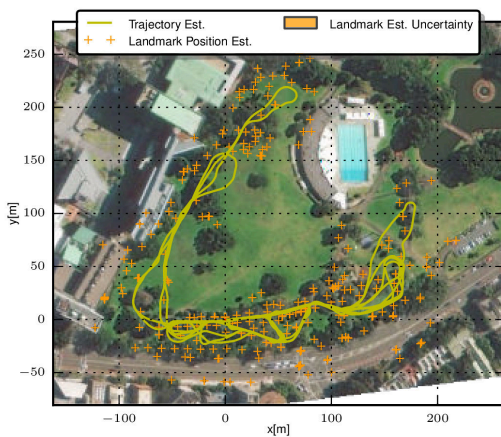 Trajectory Est.
Landmark Est. Uncertainty
Landmark Position Est.
250
200
150
100
50
0
−50
y[m]
−100
0
100
200
x[m]